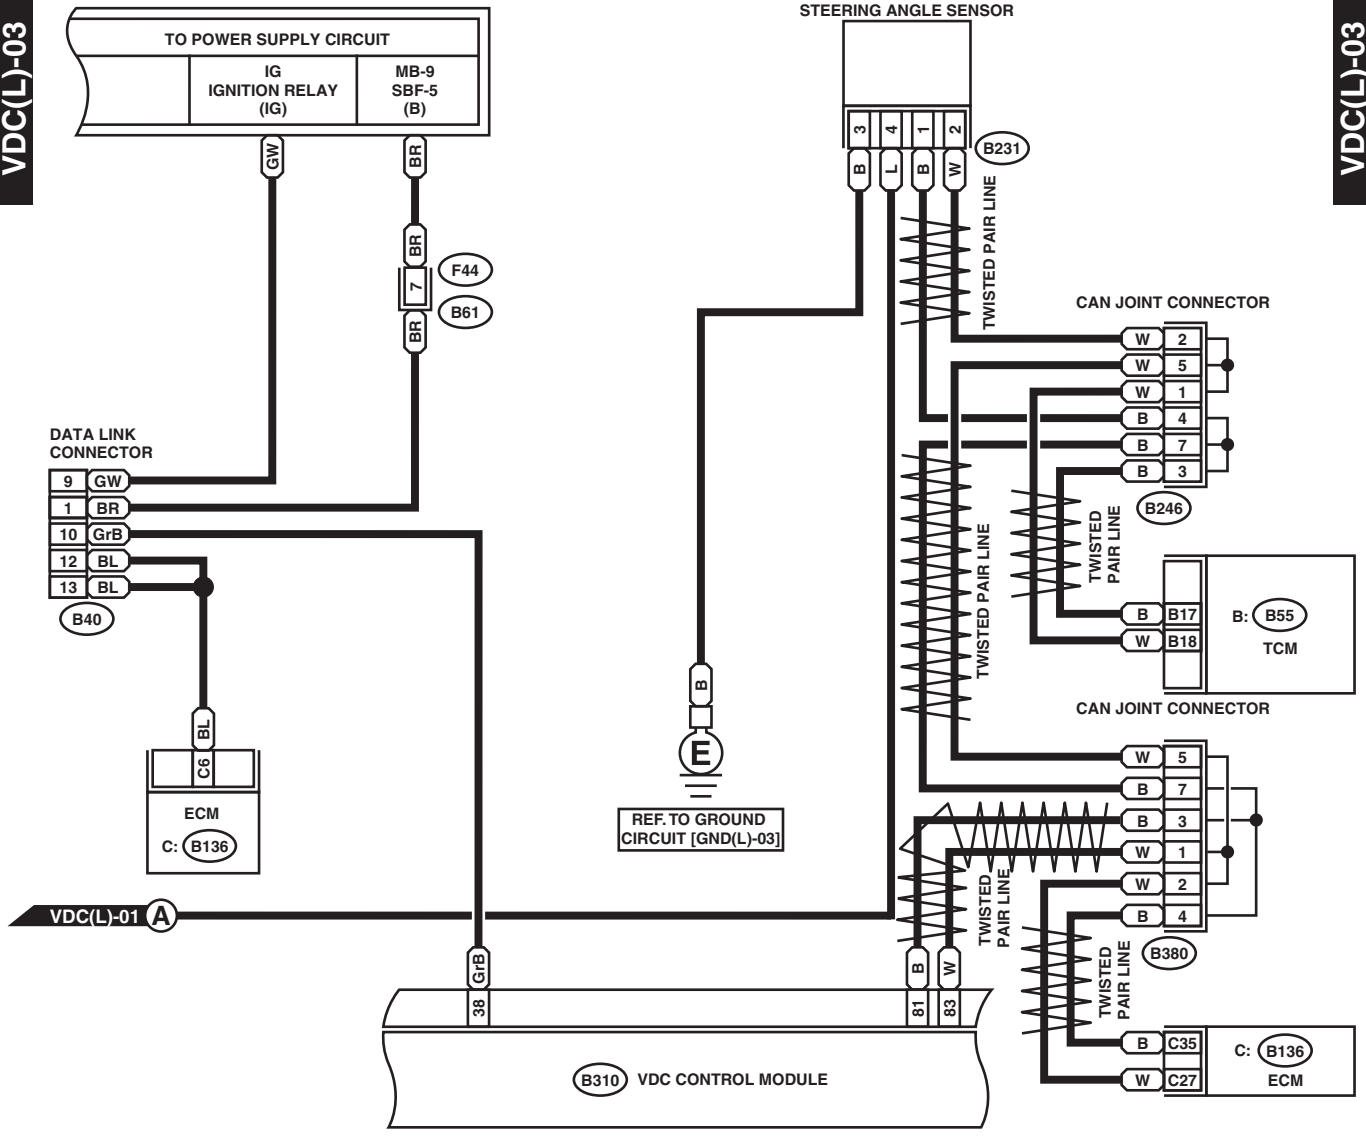 VDC(L)-03
VDC(L)-03
TO POWER SUPPLY CIRCUIT
IG
IGNITION RELAY
(IG)
MB-9
SBF-5
(B)
GW
BR
BR
7
F44
B61
BR
STEERING ANGLE SENSOR
3
4
1
2
B231
B
L
B
W
TWISTED PAIR LINE
CAN JOINT CONNECTOR
W 2
W 5
W 1
B 4
B 7
B 3
B246
DATA LINK
CONNECTOR
9 GW
1 BR
10 GrB
12 BL
13 BL
B40
TWISTED PAIR LINE
TWISTED
PAIR LINE
B B17
W B18
B: B55
TCM
BL
C6
ECM
C: B136
B
E
REF. TO GROUND
CIRCUIT [GND(L)-03]
CAN JOINT CONNECTOR
W 5
B 7
B 3
W 1
W 2
B 4
B380
TWISTED
PAIR LINE
TWISTED
PAIR LINE
VDC(L)-01 A
GrB
38
B
W
81
83
B310 VDC CONTROL MODULE
B C35
W C27
C: B136
ECM